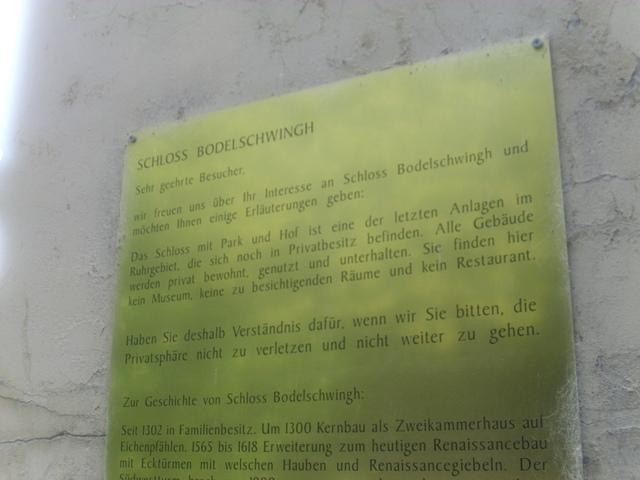 SCHLOSS BODELSCHWINGH
Sehr geehrte Besucher,
wir freuen uns über Ihr Interesse an Schloss Bodelschwingh und
möchten Ihnen einige Erläuterungen geben:
Das Schloss mit Park und Hof ist eine der letzten Anlagen im
Ruhrgebiet, die sich noch in Privatbesitz befinden. Alle Gebäude
werden privat bewohnt, genutzt und unterhalten. Sie finden hier
kein Museum, keine zu besichtigenden Räume und kein Restaurant.
Haben Sie deshalb Verständnis dafür, wenn wir Sie bitten, die
Privatsphäre nicht zu verletzen und nicht weiter zu gehen.
Zur Geschichte von Schloss Bodelschwingh:
Seit 1302 in Familienbesitz. Um 1300 Kernbau als Zweikammerhaus auf
Eichenpfählen. 1565 bis 1618 Erweiterung zum heutigen Renaissancebau
mit Ecktürmen mit welschen Hauben und Renaissancegiebeln. Der